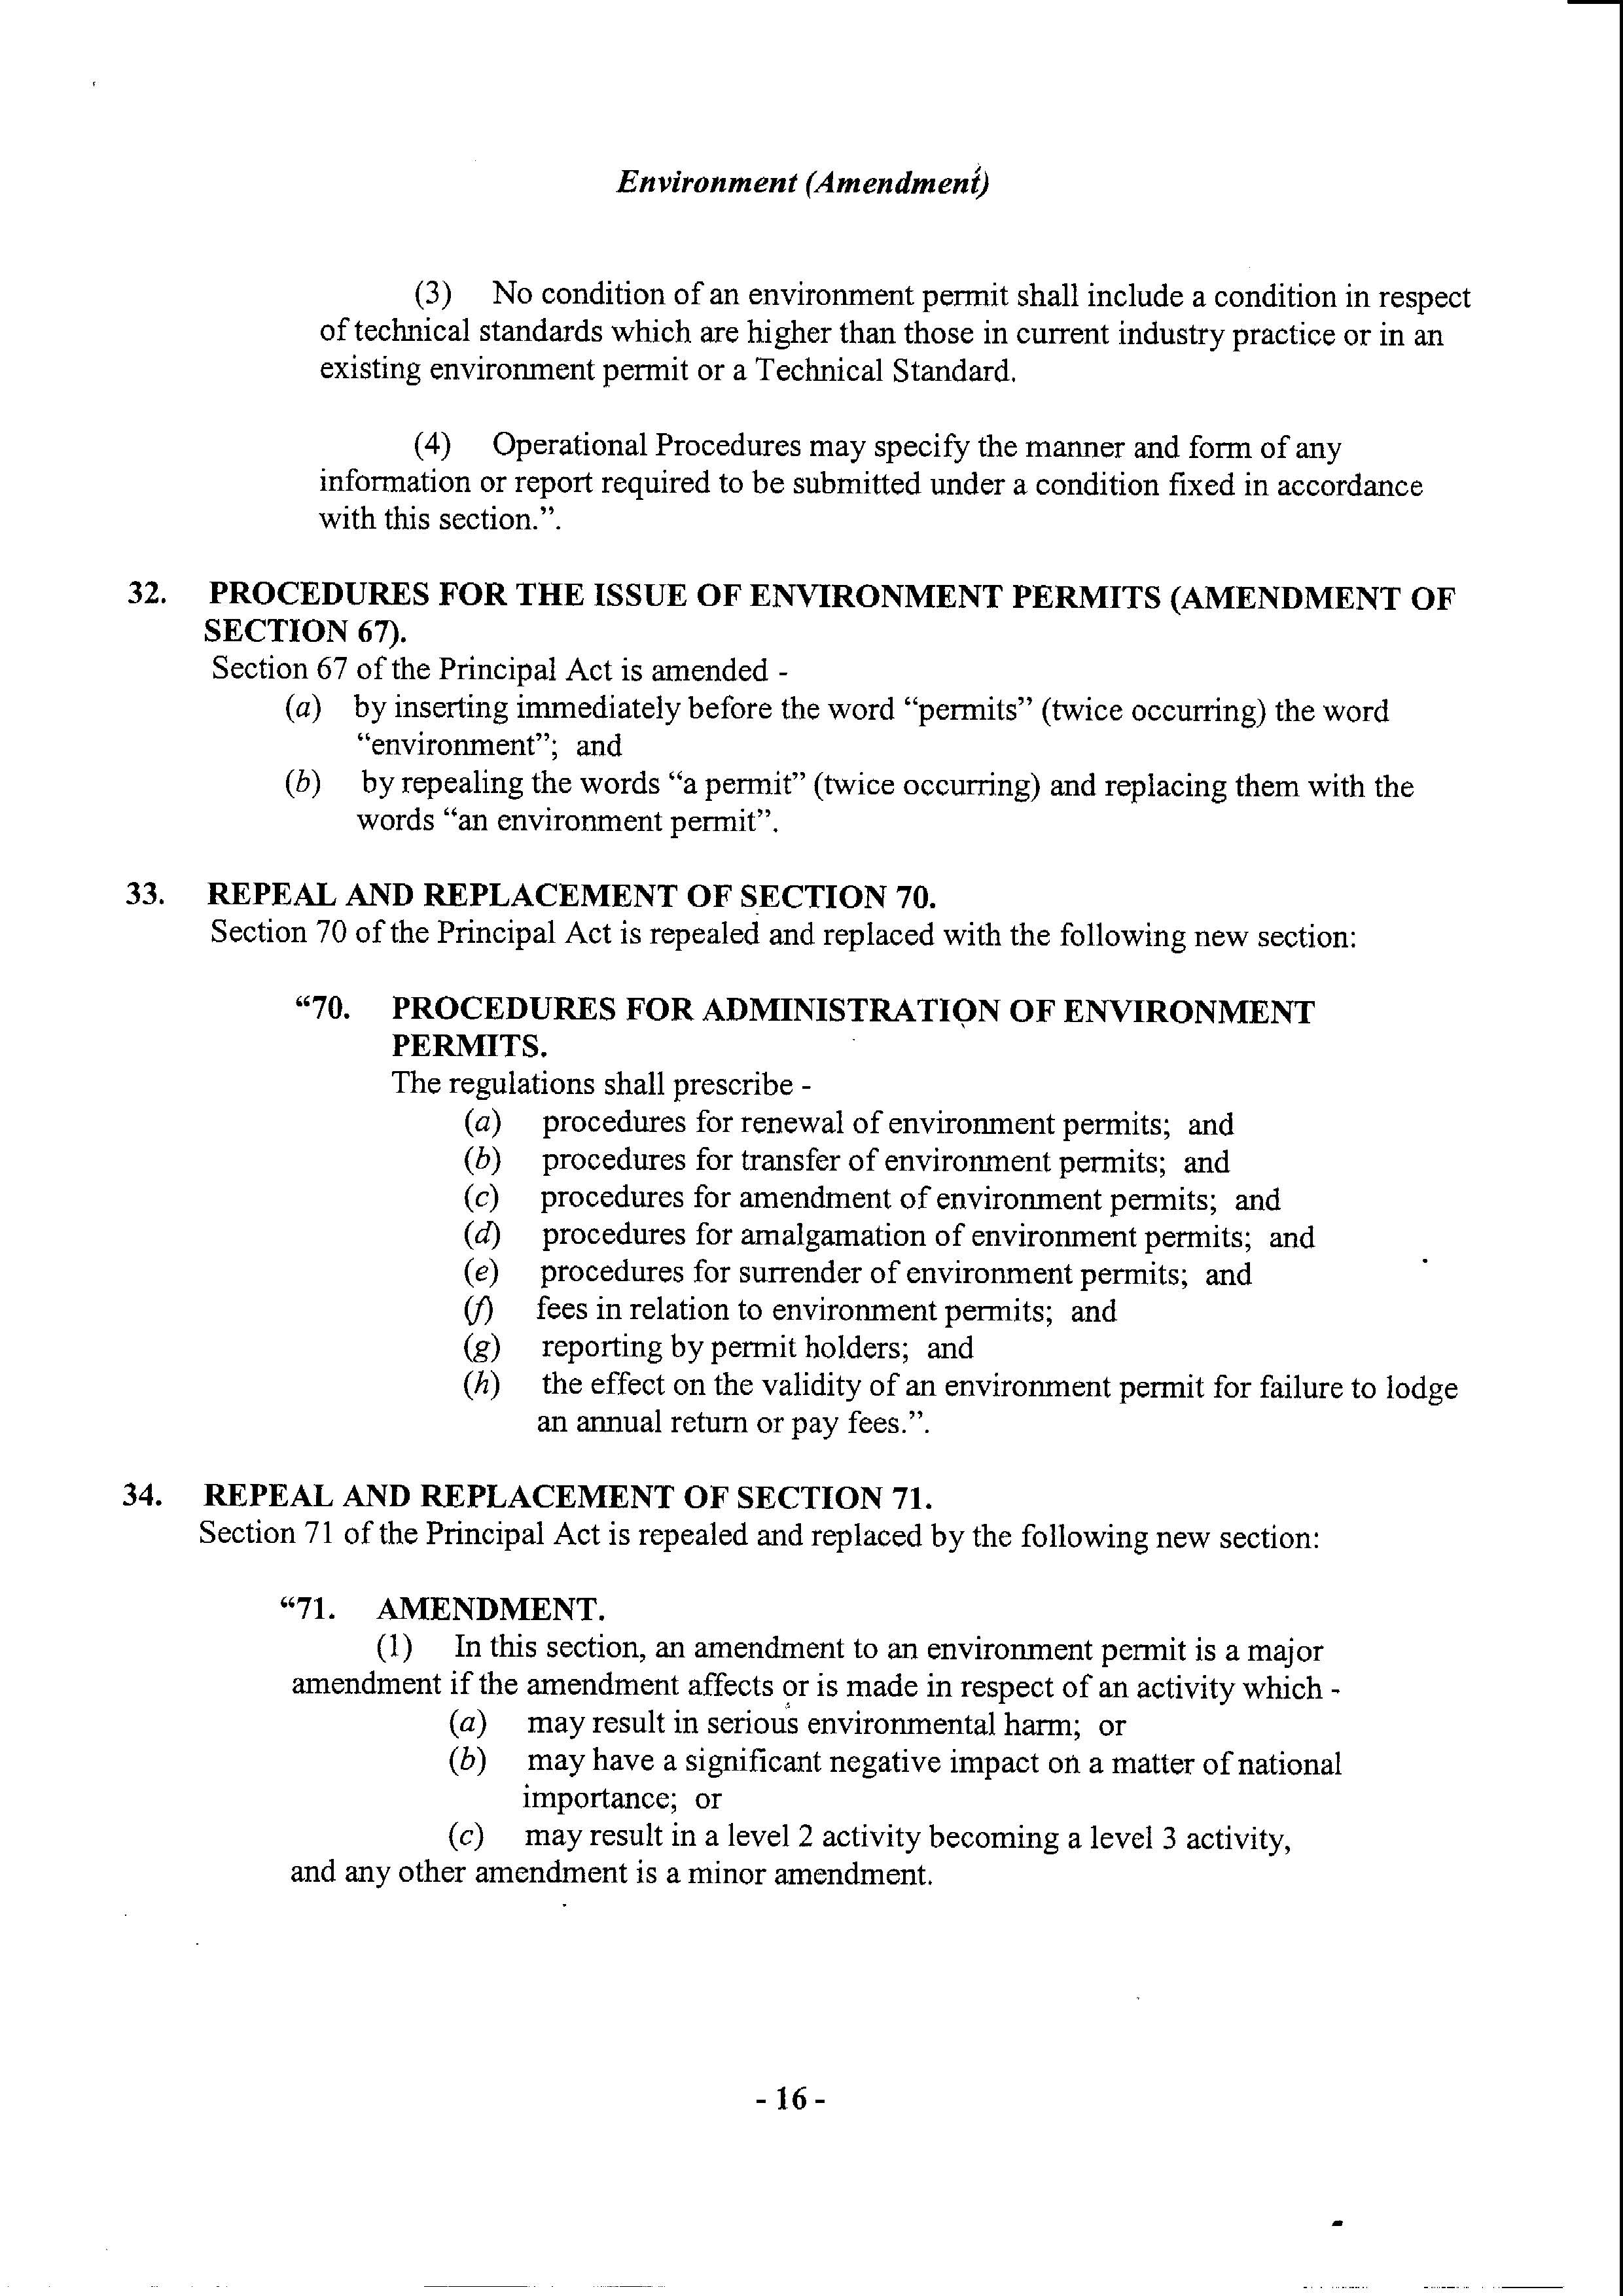 Environment (Amendment)
(3) No condition of an environment permit shall include a condition in respect
of technical standards which are higher than those in current industry practice or in an
existing environment permit or a Technical Standard.
(4) Operational Procedures may specify the manner and form of any
information or report required to be submitted under a condition fixed in accordance
with this section.”.
32. PROCEDURES FOR THE ISSUE OF ENVIRONMENT PERMITS (AMENDMENT OF
SECTION 67).
Section 67 of the Principal Act is amended -
(a) by inserting immediately before the word “permits” (twice occurring) the word
“environment”; and
(b) by repealing the words “a permit” (twice occurring) and replacing them with the
words “an environment permit”.
33. REPEAL AND REPLACEMENT OF SECTION 70.
Section 70 of the Principal Act is repealed and replaced with the following new section:
“70. PROCEDURES FOR ADMINISTRATION OF ENVIRONMENT
PERMITS.
The regulations shall prescribe -
(a) procedures for renewal of environment permits; and
(b) procedures for transfer of environment permits; and
(c) procedures for amendment of environment permits; and
(d) procedures for amalgamation of environment permits; and
(e) procedures for surrender of environment permits; and
(f) fees in relation to environment permits; and
(g) reporting by permit holders; and
(h) the effect on the validity of an environment permit for failure to lodge
an annual return or pay fees.”.
34. REPEAL AND REPLACEMENT OF SECTION 71.
Section 71 of the Principal Act is repealed and replaced by the following new section:
“71. AMENDMENT.
(1) In this section, an amendment to an environment permit is a major
amendment if the amendment affects or is made in respect of an activity which -
(a) may result in serious environmental harm; or
(b) may have a significant negative impact on a matter of national
importance; or
(c) may result in a level 2 activity becoming a level 3 activity,
and any other amendment is a minor amendment.
- 16 -